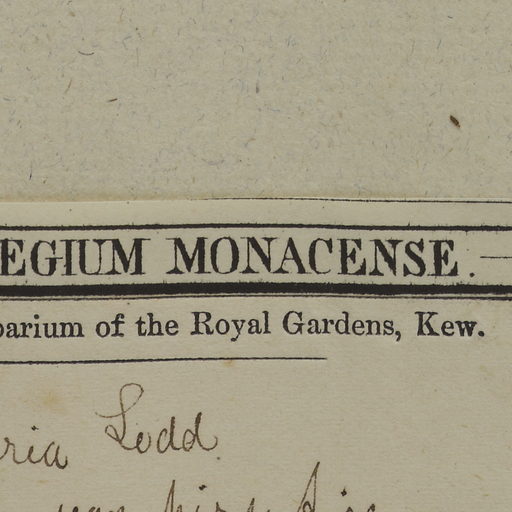 EGIUM MONACENSE.
barium of the Royal Gardens, Kew.
ria Lodd.